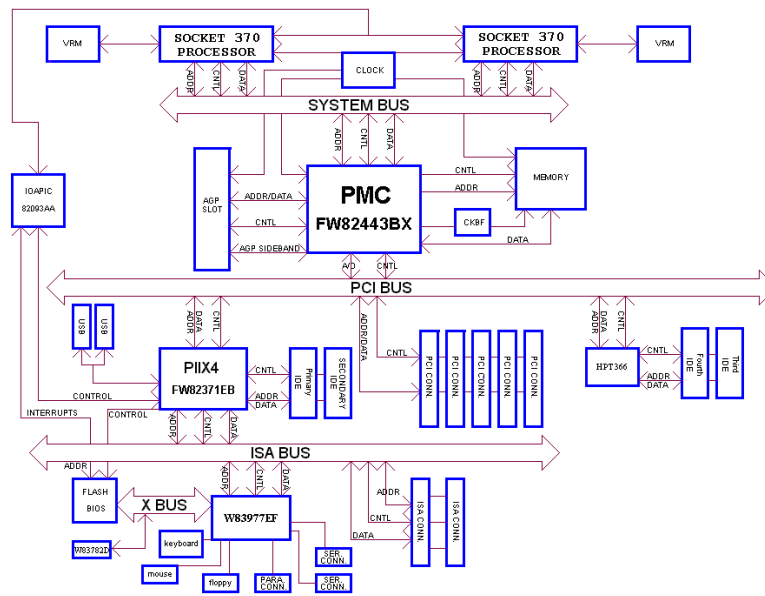 SOCKET 370
PROCESSOR
SOCKET 370
PROCESSOR
VRM
VRM
CLOCK
ADDR
CNTL
DATA
ADDR
CNTL
DATA
SYSTEM BUS
ADDR
CNTL
DATA
IOAPIC
82093AA
AGP
SLOT
ADDR/DATA
CNTL
AGP SIDEBAND
PMC
FW82443BX
CNTL
ADDR
CKBF
DATA
MEMORY
A/D
CNTL
PCI BUS
USB
USB
ADDR
DATA
CNTL
ADDR/DATA
ADDR
DATA
CNTL
PIIX4
FW82371EB
CNTL
ADDR
DATA
Primary
IDE
SECONDARY
IDE
CNTL
PCI CONN.
PCI CONN.
PCI CONN.
PCI CONN.
PCI CONN.
HPT366
CNTL
ADDR
DATA
Fourth
IDE
Third
IDE
CONTROL
INTERRUPTS
CONTROL
ADDR
CNTL
DATA
ISA BUS
ADDR
ADDR
CNTL
DATA
FLASH
BIOS
X BUS
W83977EF
ADDR
CNTL
DATA
ISA CONN.
ISA CONN.
W83782D
keyboard
mouse
floppy
PARA.
CONN.
SER.
CONN.
SER.
CONN.